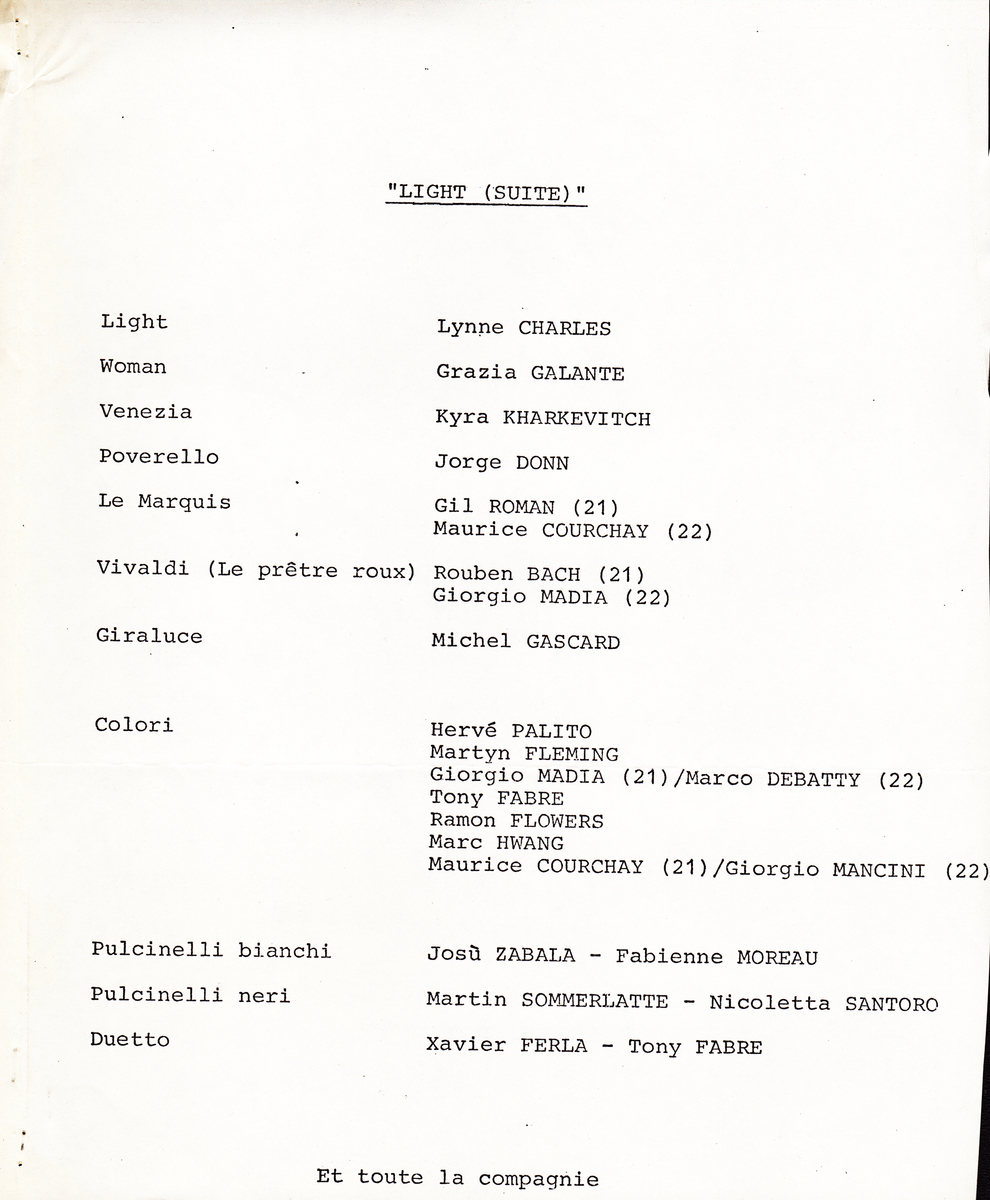 "LIGHT (SUITE)"
Light Lynne CHARLES
Woman Grazia GALANTE
Venezia Kyra KHARKEVITCH
Poverello Jorge DONN
Le Marquis Gil ROMAN (21)
Maurice COURCHAY (22)
Vivaldi (Le prêtre roux) Rouben BACH (21)
Giorgio MADIA (22)
Giraluce Michel GASCARD
Colori Hervé PALITO
Martyn FLEMING
Giorgio MADIA (21)/Marco DEBATTY (22)
Tony FABRE
Ramon FLOWERS
Marc HWANG
Maurice COURCHAY (21)/Giorgio MANCINI (22)
Pulcinelli bianchi Josù ZABALA - Fabienne MOREAU
Pulcinelli neri Martin SOMMERLATTE - Nicoletta SANTORO
Duetto Xavier FERLA - Tony FABRE
Et toute la compagnie